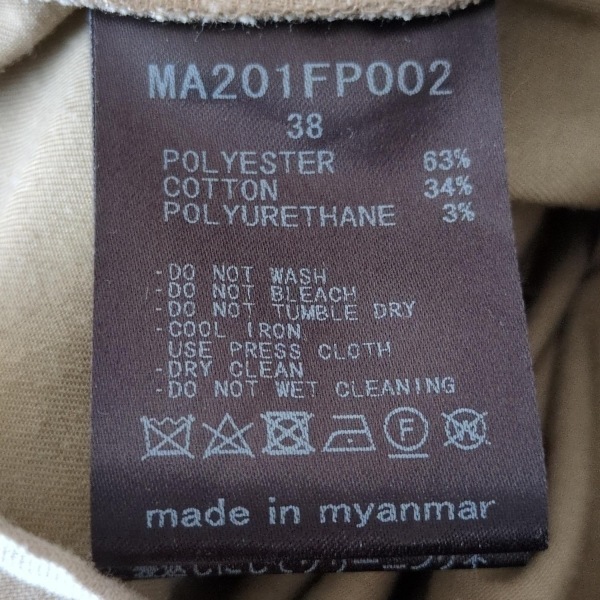 MA201FP002
38
POLYESTER 63%
COTTON 34%
POLYURETHANE 3%
-DO NOT WASH
-DO NOT BLEACH
-DO NOT TUMBLE DRY
-COOL IRON
USE PRESS CLOTH
-DRY CLEAN
-DO NOT WET CLEANING
F
W
made in myanmar